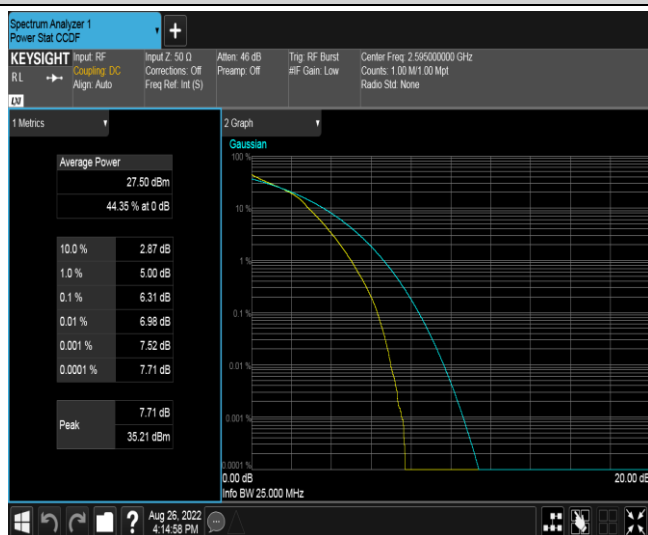 Spectrum Analyzer 1
Power Stat CCDF
KEYSIGHT
RL
LXI
Input: RF
Coupling: DC
Align: Auto
Input Z: 50 Ω
Corrections: Off
Freq Ref: Int (S)
Atten: 46 dB
Preamp: Off
Trig: RF Burst
#IF Gain: Low
Center Freq: 2.595000000 GHz
Counts: 1.00 M/1.00 Mpt
Radio Std: None
1 Metrics
Average Power
27.50 dBm
44.35 % at 0 dB
10.0 % 2.87 dB
1.0 % 5.00 dB
0.1 % 6.31 dB
0.01 % 6.98 dB
0.001 % 7.52 dB
0.0001 % 7.71 dB
Peak
7.71 dB
35.21 dBm
2 Graph
Gaussian
100 %
10 %
1 %
0.1 %
0.01 %
0.001 %
0.0001 %
0.00 dB
20.00 dB
Info BW 25.000 MHz
?
Aug 26, 2022
4:14:58 PM